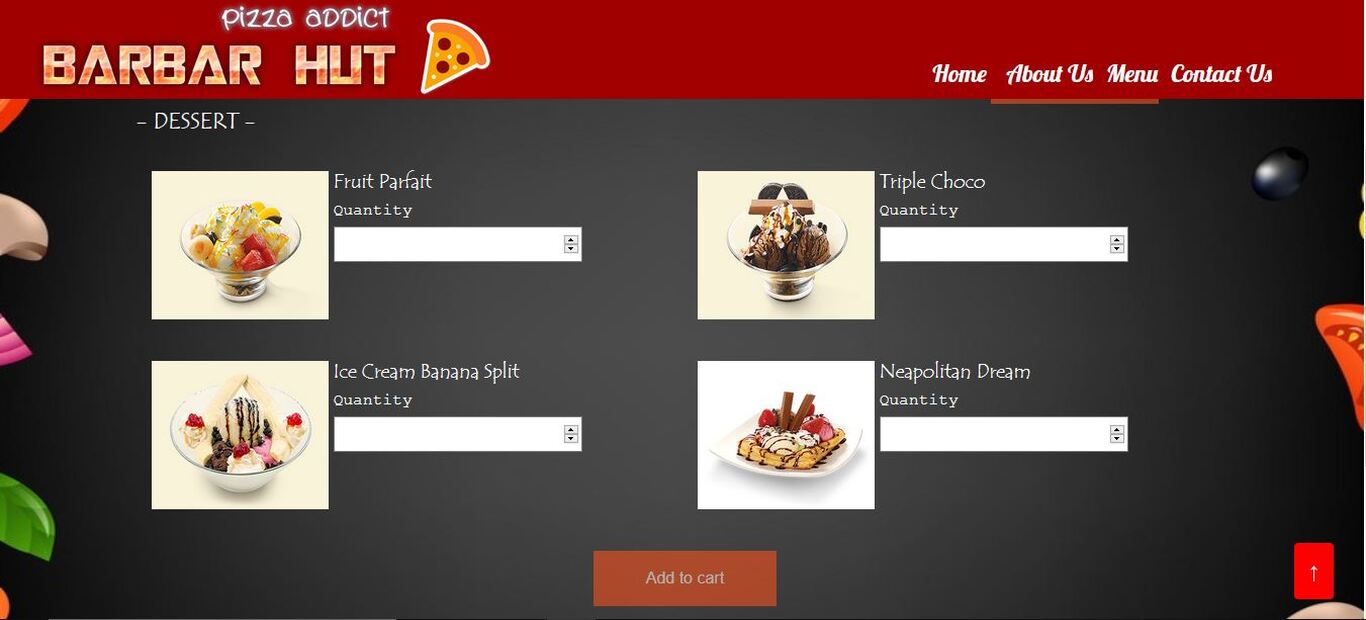 pizza addict
BARBAR HUT
Home About Us Menu Contact Us
– DESSERT –
Fruit Parfait
Quantity
Triple Choco
Quantity
Ice Cream Banana Split
Quantity
Neapolitan Dream
Quantity
Add to cart
↑